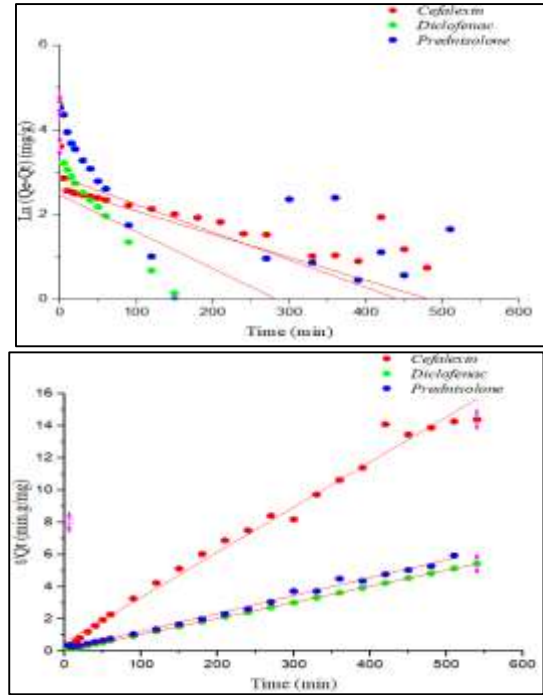 Cefalexin
Diclofenac
Prednisolone
Ln (Qe-Qt) (mg/g)
6
4
2
0
0 100 200 300 400 500 600
Time (min)
Cefalexin
Diclofenac
Prednisolone
t/Qt (min.g/mg)
16
14
12
10
8
6
4
2
0
0 100 200 300 400 500 600
Time (min)